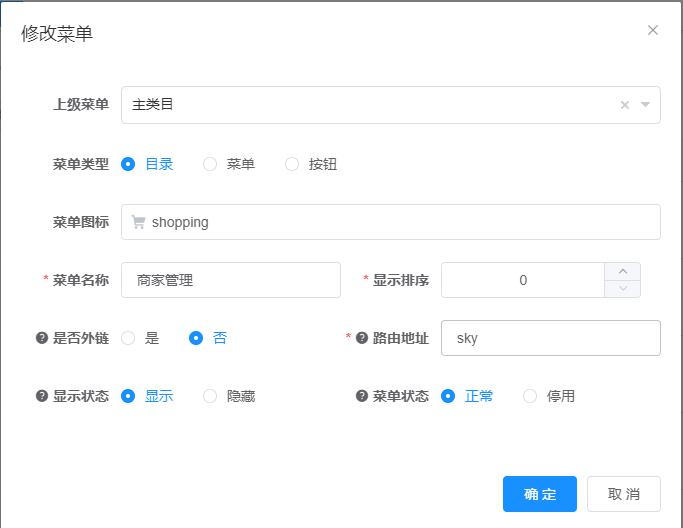 修改菜单
上级菜单 主类目
菜单类型 目录 菜单 按钮
菜单图标 shopping
* 菜单名称 商家管理 * 显示排序 0
? 是否外链 是 否 * ? 路由地址 sky
? 显示状态 显示 隐藏 ? 菜单状态 正常 停用
确 定 取 消